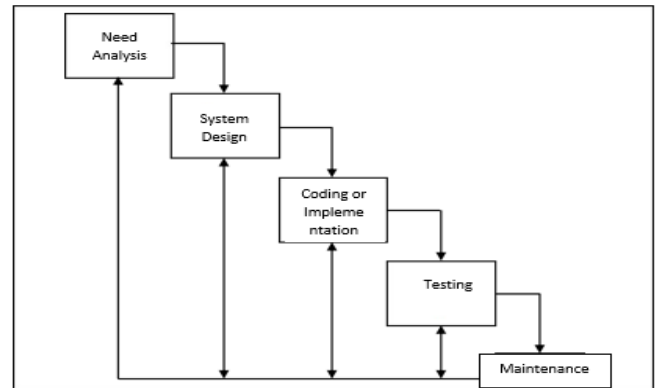 Need
Analysis
System
Design
Coding or
Impleme
ntation
Testing
Maintenance